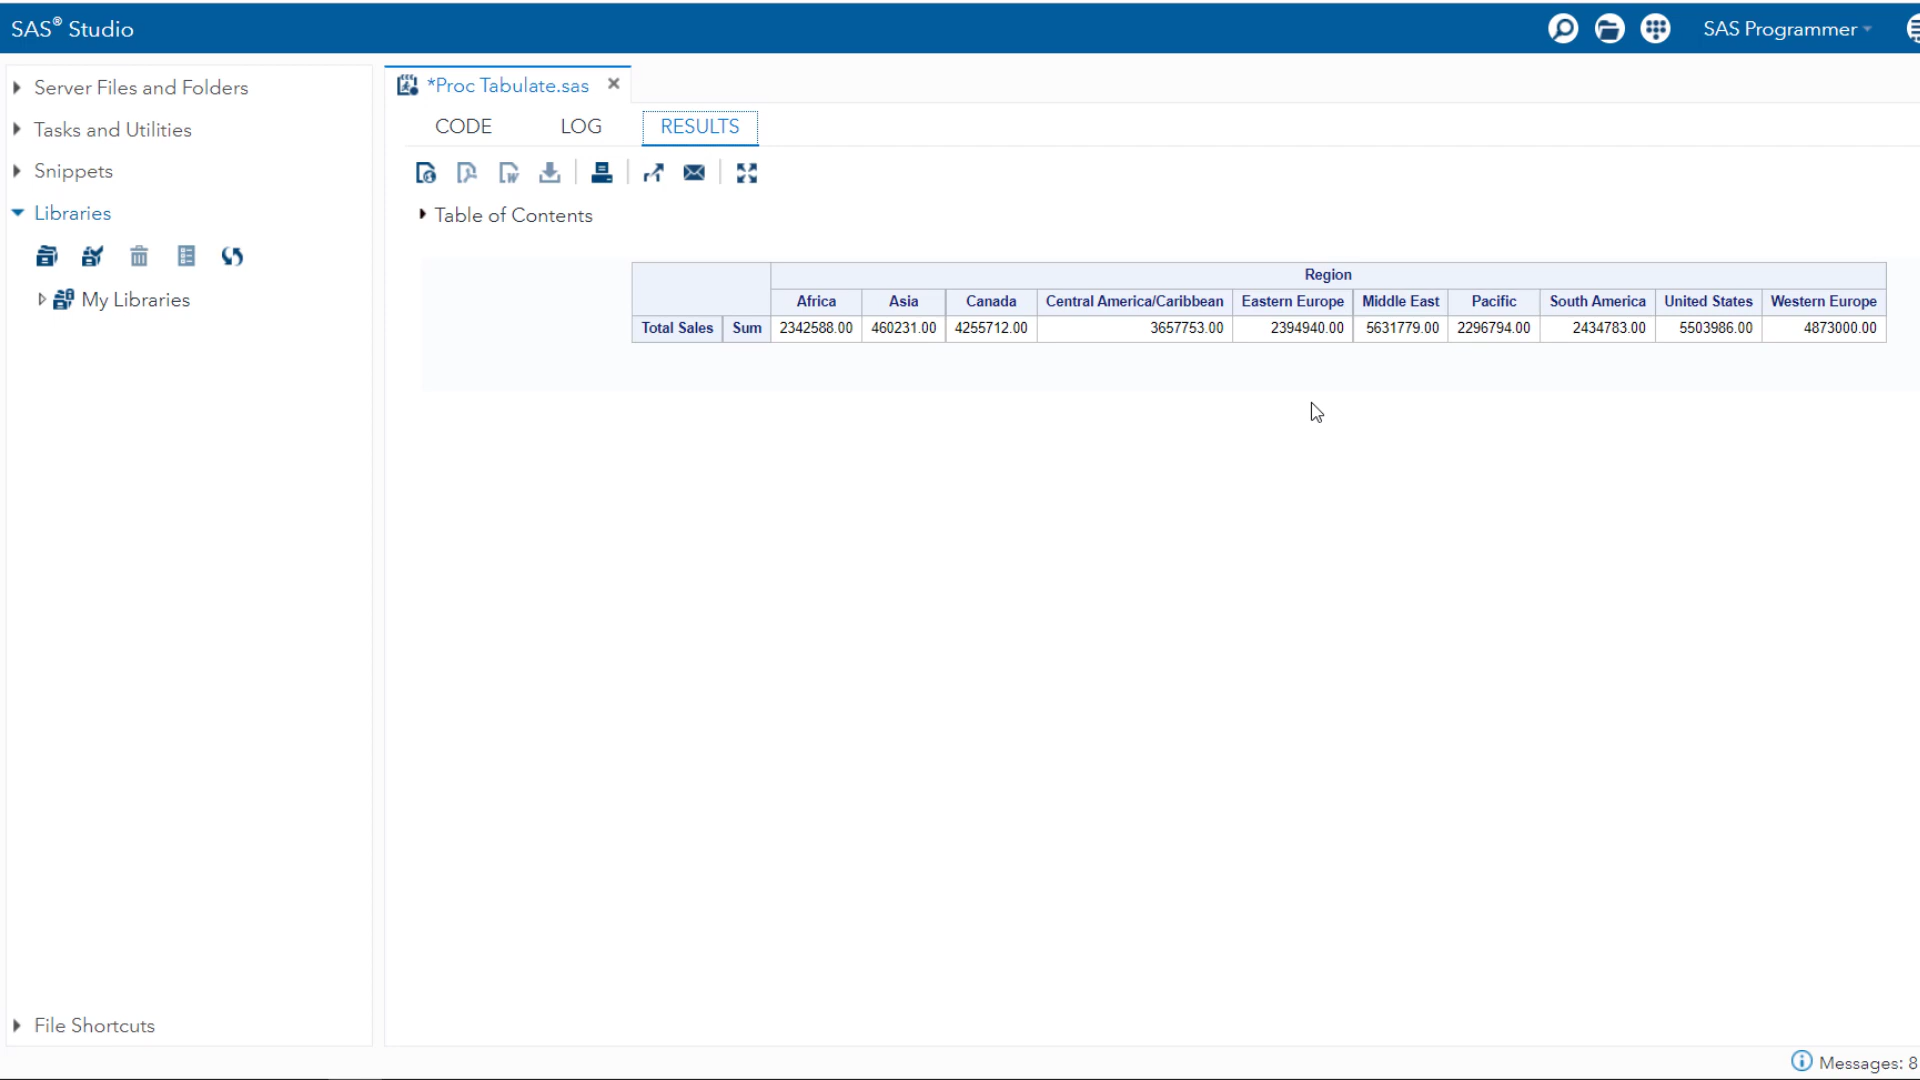 SAS® Studio
SAS Programmer
Server Files and Folders
Tasks and Utilities
Snippets
Libraries
My Libraries
File Shortcuts
*Proc Tabulate.sas
CODE LOG RESULTS
Table of Contents
Region
Africa Asia Canada Central America/Caribbean Eastern Europe Middle East Pacific South America United States Western Europe
Total Sales Sum 2342588.00 460231.00 4255712.00 3657753.00 2394940.00 5631779.00 2296794.00 2434783.00 5503986.00 4873000.00
Messages: 8